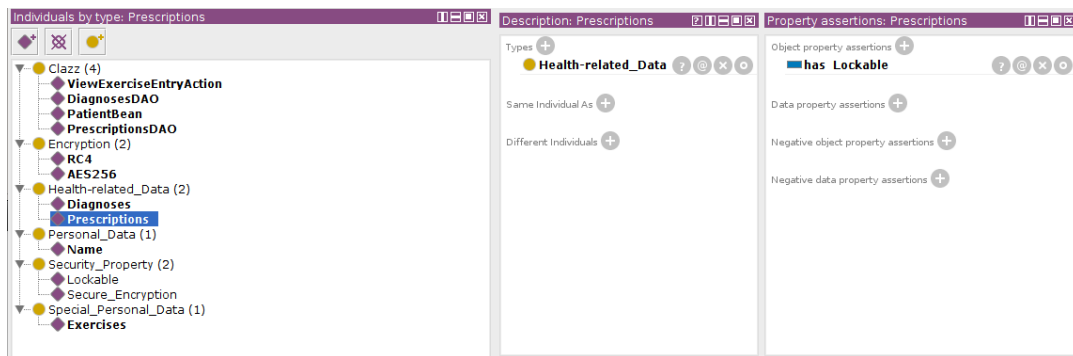 Individuals by type: Prescriptions
Clazz (4)
ViewExerciseEntryAction
DiagnosesDAO
PatientBean
PrescriptionsDAO
Encryption (2)
RC4
AES256
Health-related_Data (2)
Diagnoses
Prescriptions
Personal_Data (1)
Name
Security_Property (2)
Lockable
Secure_Encryption
Special_Personal_Data (1)
Exercises
Description: Prescriptions
Types
Health-related_Data
Same Individual As
Different Individuals
Property assertions: Prescriptions
Object property assertions
has Lockable
Data property assertions
Negative object property assertions
Negative data property assertions